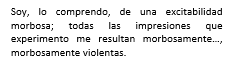 Soy, lo comprendo, de una excitabilidad
morbosa; todas las impresiones que
experimento me resultan morbosamente...,
morbosamente violentas.